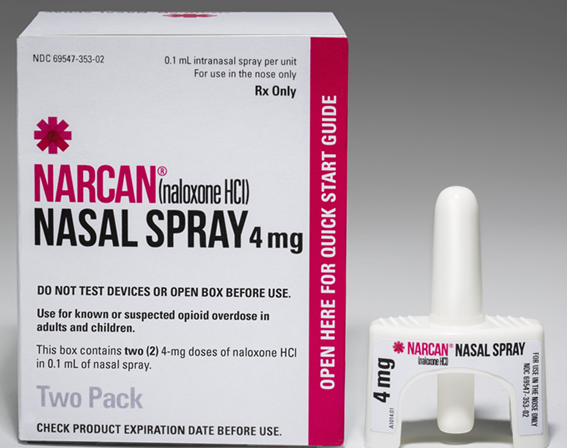 NDC 69547-353-02
0.1 mL intranasal spray per unit
For use in the nose only
Rx Only
NARCAN® (naloxone HCl)
NASAL SPRAY 4 mg
DO NOT TEST DEVICES OR OPEN BOX BEFORE USE.
Use for known or suspected opioid overdose in
adults and children.
This box contains two (2) 4-mg doses of naloxone HCl
in 0.1 mL of nasal spray.
Two Pack
CHECK PRODUCT EXPIRATION DATE BEFORE USE.
OPEN HERE FOR QUICK START GUIDE
NARCAN® NASAL SPRAY
(naloxone HCl)
4 mg
FOR USE IN THE NOSE ONLY
NDC 69547-353-02